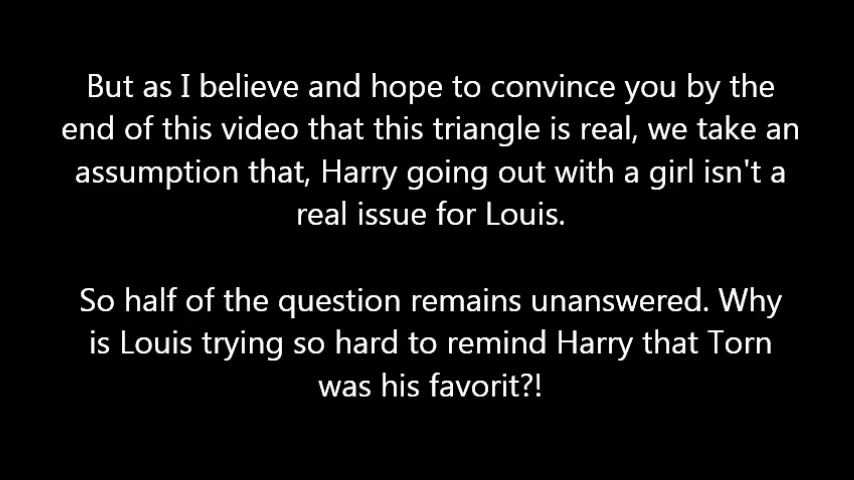 But as I believe and hope to convince you by the
end of this video that this triangle is real, we take an
assumption that, Harry going out with a girl isn't a
real issue for Louis.
So half of the question remains unanswered. Why
is Louis trying so hard to remind Harry that Torn
was his favorit?!